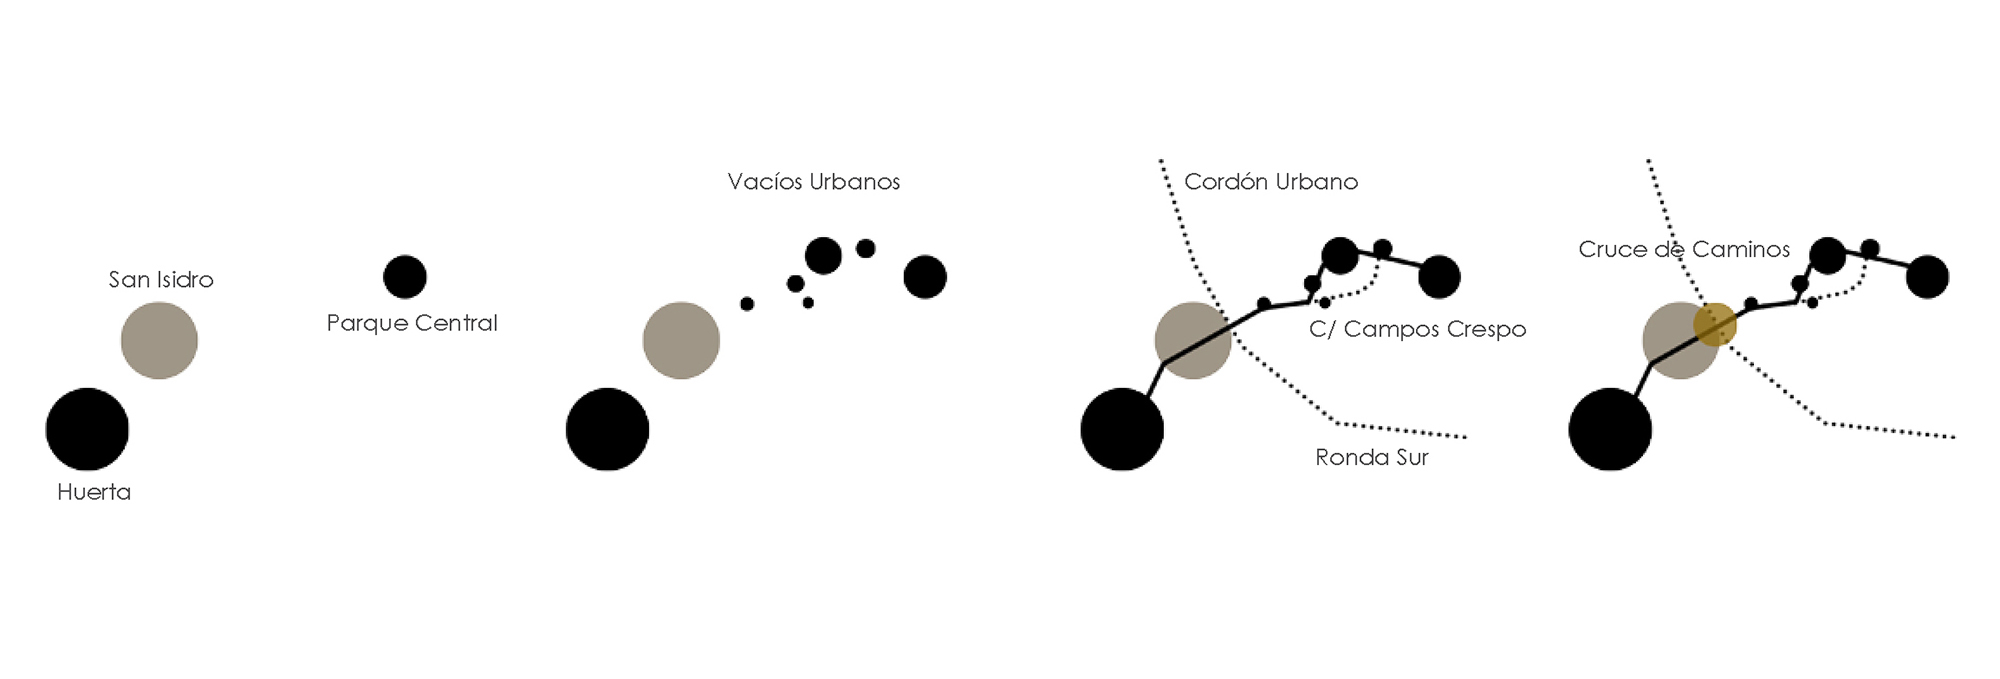 San Isidro
Parque Central
Huerta
Vacíos Urbanos
Cordón Urbano
C/ Campos Crespo
Ronda Sur
Cruce de Caminos